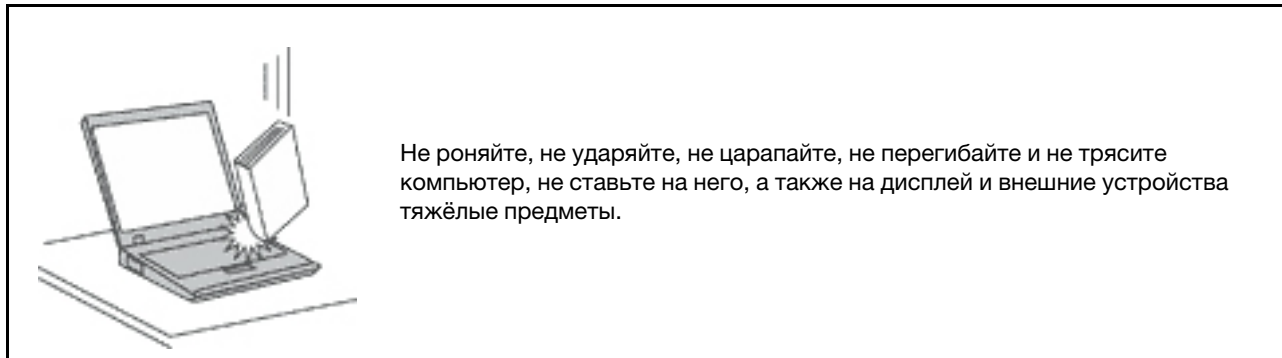 Не роняйте, не ударяйте, не царапайте, не перегибайте и не трясите
компьютер, не ставьте на него, а также на дисплей и внешние устройства
тяжёлые предметы.